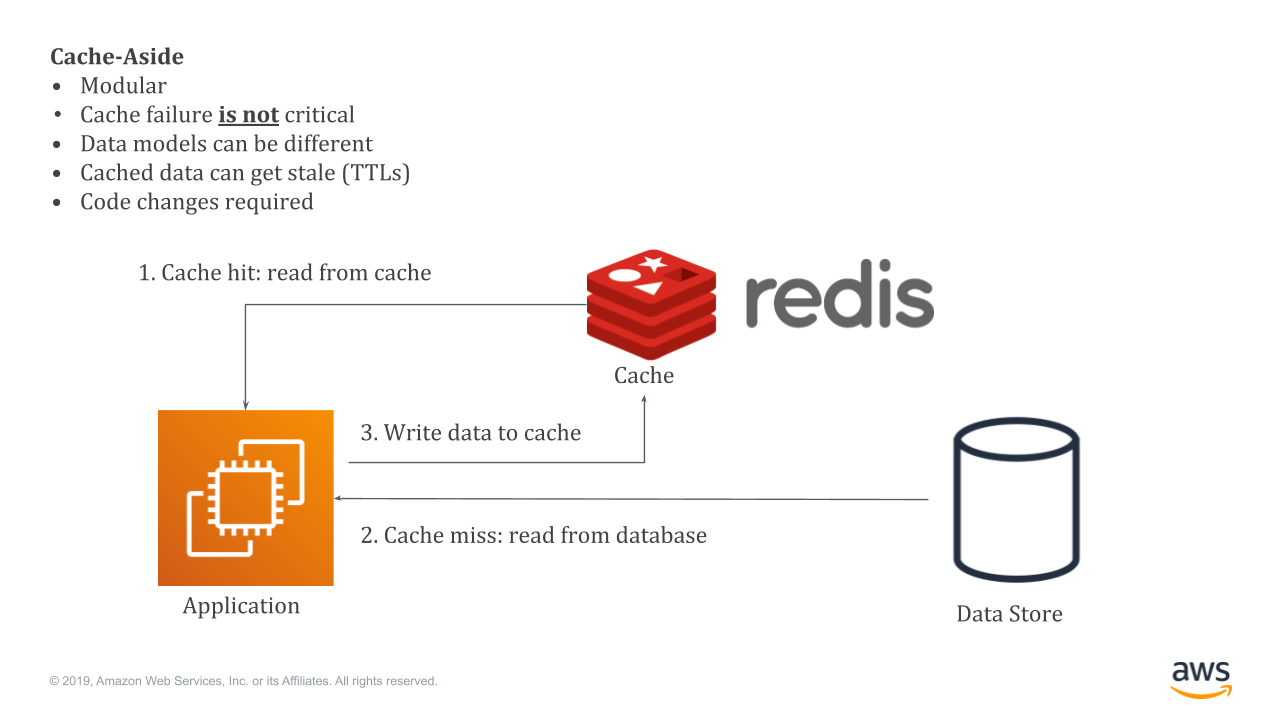 Cache-Aside
• Modular
• Cache failure is not critical
• Data models can be different
• Cached data can get stale (TTLs)
• Code changes required
1. Cache hit: read from cache
redis
Cache
3. Write data to cache
2. Cache miss: read from database
Application
Data Store
© 2019, Amazon Web Services, Inc. or its Affiliates. All rights reserved.
aws